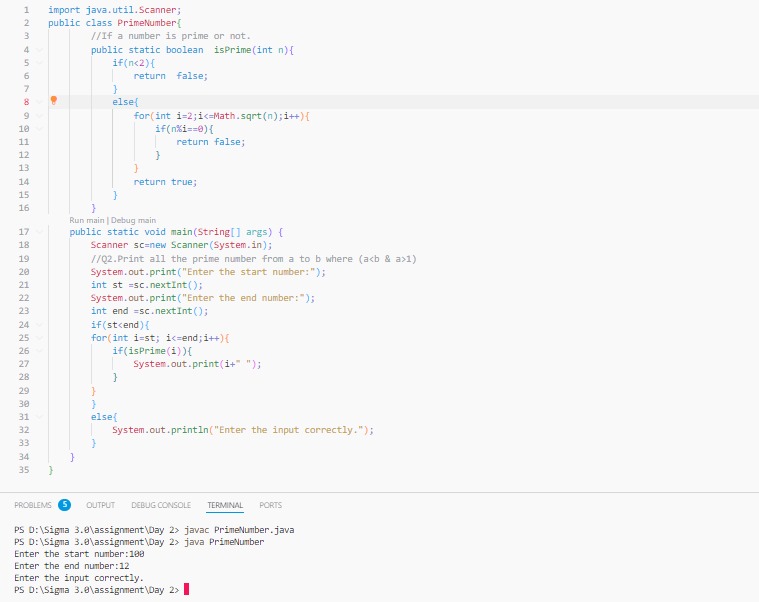 1 import java.util.Scanner;
2 public class PrimeNumber{
3 //If a number is prime or not.
4 public static boolean  isPrime(int n){
5 if(n<2){
6 return  false;
7 }
8 else{
9 for(int i=2;i<=Math.sqrt(n);i++){
10 if(n%i==0){
11 return false;
12 }
13 }
14 return true;
15 }
16 }
Run main | Debug main
17 public static void main(String[] args) {
18 Scanner sc=new Scanner(System.in);
19 //Q2.Print all the prime number from a to b where (a<b & a>1)
20 System.out.print("Enter the start number:");
21 int st =sc.nextInt();
22 System.out.print("Enter the end number:");
23 int end =sc.nextInt();
24 if(st<end){
25 for(int i=st; i<=end;i++){
26 if(isPrime(i)){
27 System.out.print(i+" ");
28 }
29 }
30 }
31 else{
32 System.out.println("Enter the input correctly.");
33 }
34 }
35 }
PROBLEMS 5 OUTPUT DEBUG CONSOLE TERMINAL PORTS
PS D:\Sigma 3.0\assignment\Day 2> javac PrimeNumber.java
PS D:\Sigma 3.0\assignment\Day 2> java PrimeNumber
Enter the start number:100
Enter the end number:12
Enter the input correctly.
PS D:\Sigma 3.0\assignment\Day 2>